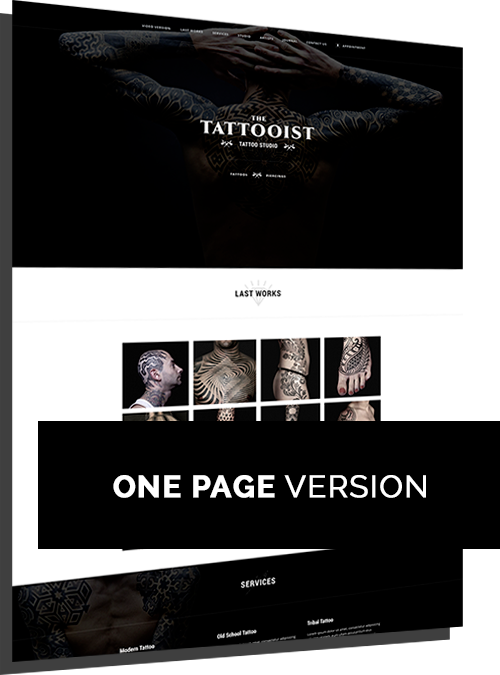 VIDEO VERSION LAST WORKS SERVICES STUDIO ARTISTS JOURNAL CONTACT US APPOINTMENT
THE
TATTOOIST
TATTOO STUDIO
TATTOOS PIERCINGS
LAST WORKS
ONE PAGE VERSION
SERVICES
Modern Tattoo
Old School Tattoo
Tribal Tattoo